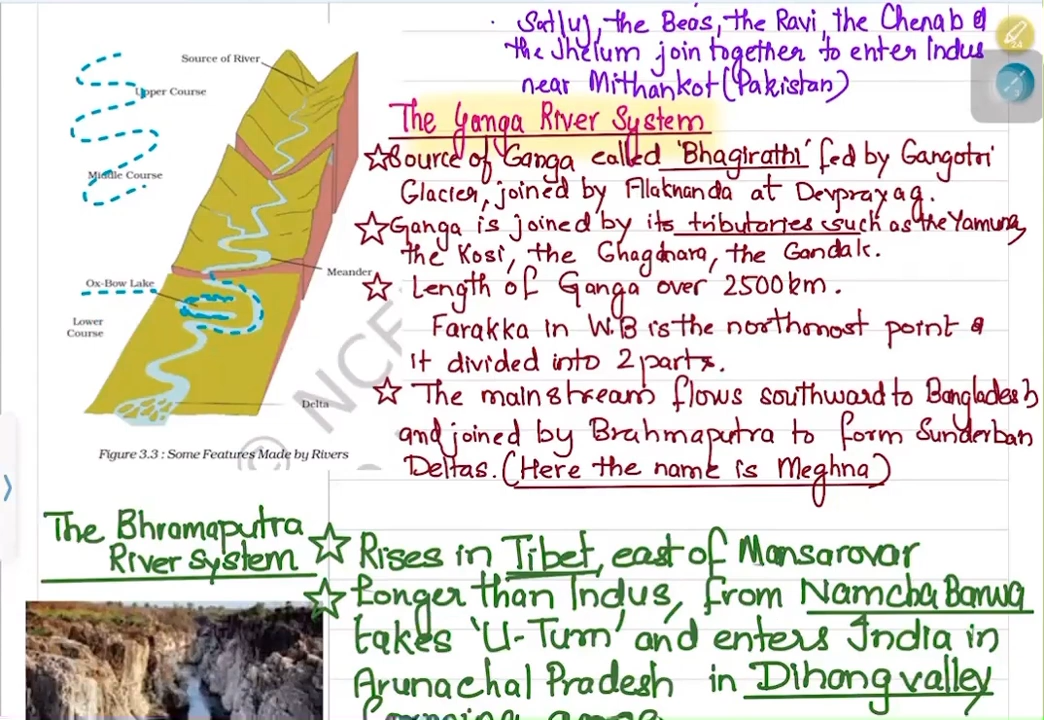 Satluj, the Beas, the Ravi, the Chenab &
the Jhelum join together to enter Indus
near Mithankot (Pakistan)
Source of River
Upper Course
Middle Course
Meander
Ox-Bow Lake
Lower
Course
Delta
© NCE
Figure 3.3 : Some Features Made by Rivers
The Ganga River System
☆ Source of Ganga called 'Bhagirathi' fed by Gangotri
Glacier, joined by Alaknanda at Devprayag.
☆ Ganga is joined by its tributaries such as the Yamuna,
the Kosi, the Ghaghara, the Gandak.
☆ Length of Ganga over 2500km.
Farakka in W.B is the northmost point &
it divided into 2 parts.
☆ The mainstream flows southward to Bangladesh
and joined by Brahmaputra to form Sunderban
Deltas. (Here the name is Meghna)
The Bhramaputra
River System
☆ Rises in Tibet, east of Mansarovar
☆ Longer than Indus, from Namcha Barwa
takes 'U-Turn' and enters India in
Arunachal Pradesh in Dihong valley